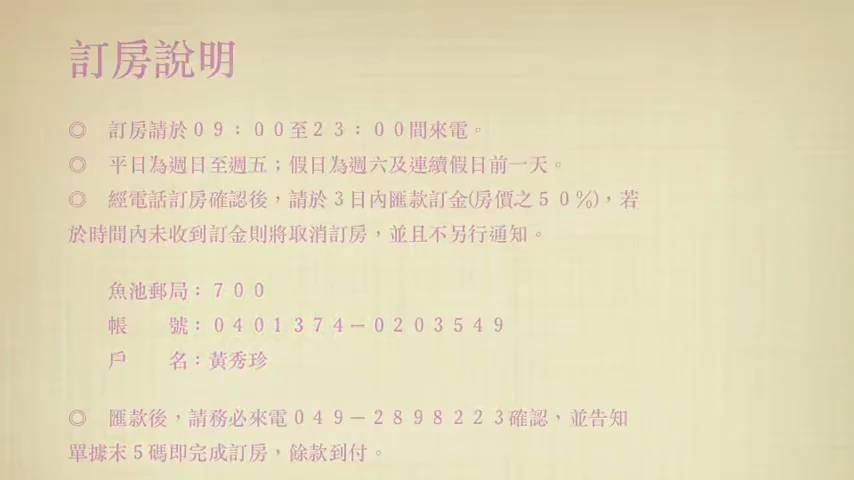 訂房說明
◎　訂房請於０９：００至２３：００間來電。
◎　平日為週日至週五；假日為週六及連續假日前一天。
◎　經電話訂房確認後，請於３日內匯款訂金(房價之５０％)，若
於時間內未收到訂金則將取消訂房，並且不另行通知。
魚池郵局：７００
帳　　號：０４０１３７４－０２０３５４９
戶　　名：黃秀珍
◎　匯款後，請務必來電０４９－２８９８２２３確認，並告知
單據末５碼即完成訂房，餘款到付。